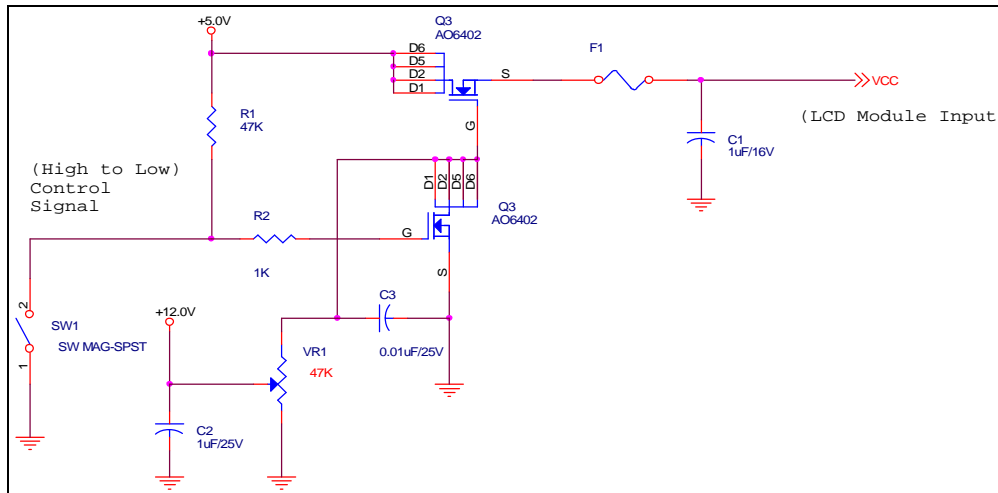 +5.0V
Q3
AO6402
D6
D5
D2
D1
S
G
F1
VCC
(LCD Module Input)
R1
47K
C1
1uF/16V
(High to Low)
Control
Signal
D1
D2
D5
D6
Q3
AO6402
R2
1K
G
S
2
1
SW1
SW MAG-SPST
+12.0V
C3
0.01uF/25V
VR1
47K
C2
1uF/25V